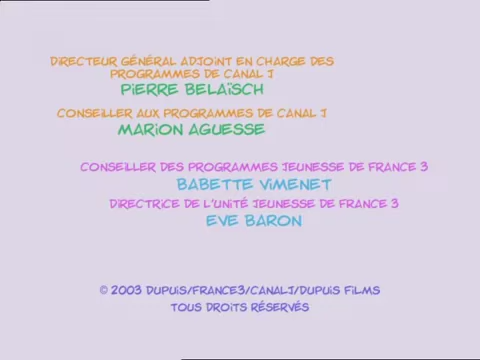 DIRECTEUR GÉNÉRAL ADJOINT EN CHARGE DES
PROGRAMMES DE CANAL J
PIERRE BELAÏSCH
CONSEILLER AUX PROGRAMMES DE CANAL J
MARION AGUESSE
CONSEILLER DES PROGRAMMES JEUNESSE DE FRANCE 3
BABETTE VIMENET
DIRECTRICE DE L'UNITÉ JEUNESSE DE FRANCE 3
EVE BARON
© 2003 DUPUIS/FRANCE3/CANALJ/DUPUIS FILMS
TOUS DROITS RÉSERVÉS